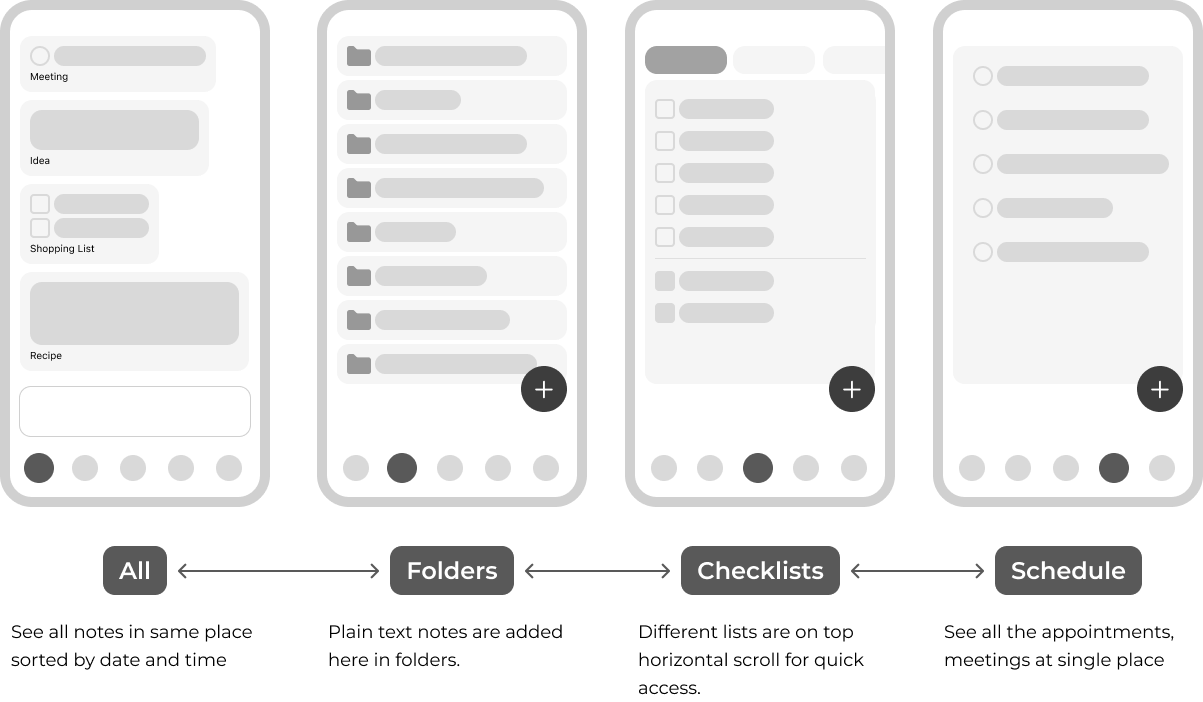 Meeting
Idea
Shopping List
Recipe
All
Folders
Checklists
Schedule
See all notes in same place
sorted by date and time
Plain text notes are added
here in folders.
Different lists are on top
horizontal scroll for quick
access.
See all the appointments,
meetings at single place